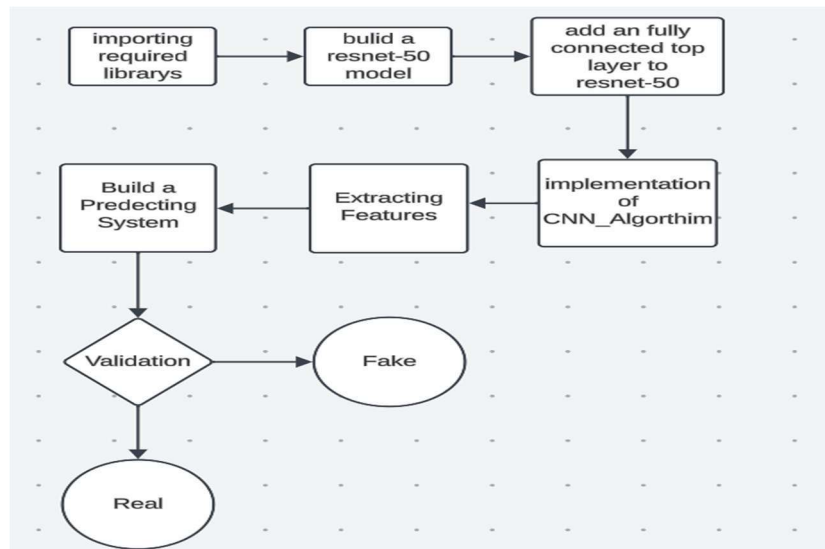 importing
required
librarys
bulid a
resnet-50
model
add an fully
connected top
layer to
resnet-50
implementation
of
CNN_Algorthim
Extracting
Features
Build a
Predecting
System
Validation
Fake
Real